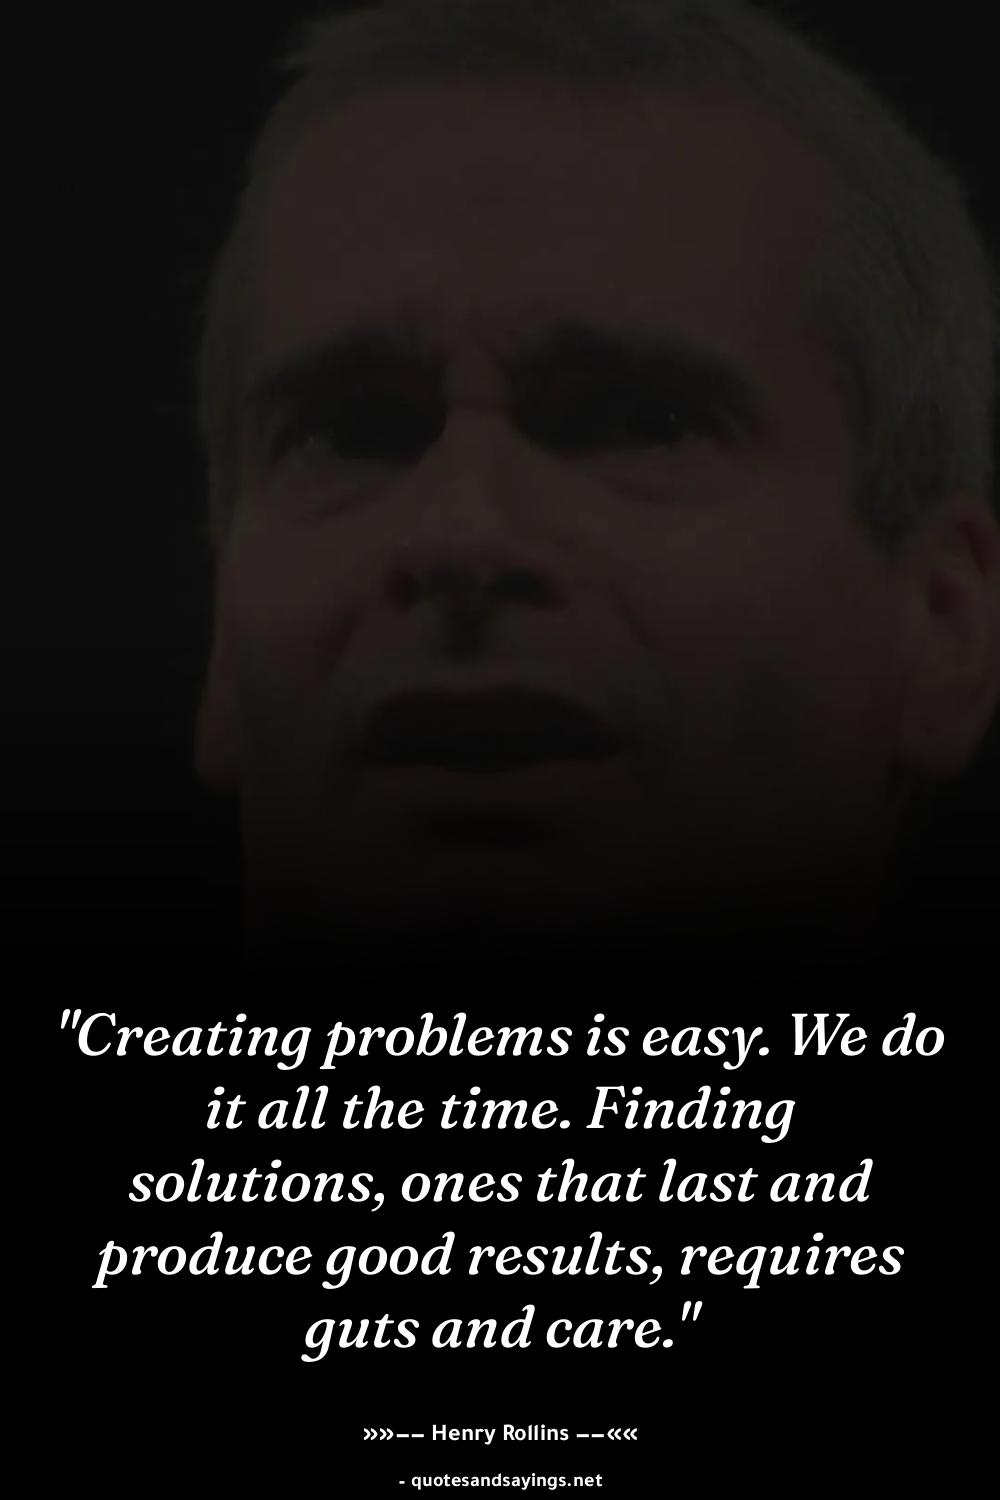 "Creating problems is easy. We do
it all the time. Finding
solutions, ones that last and
produce good results, requires
guts and care."
»»–– Henry Rollins ––««
- quotesandsayings.net